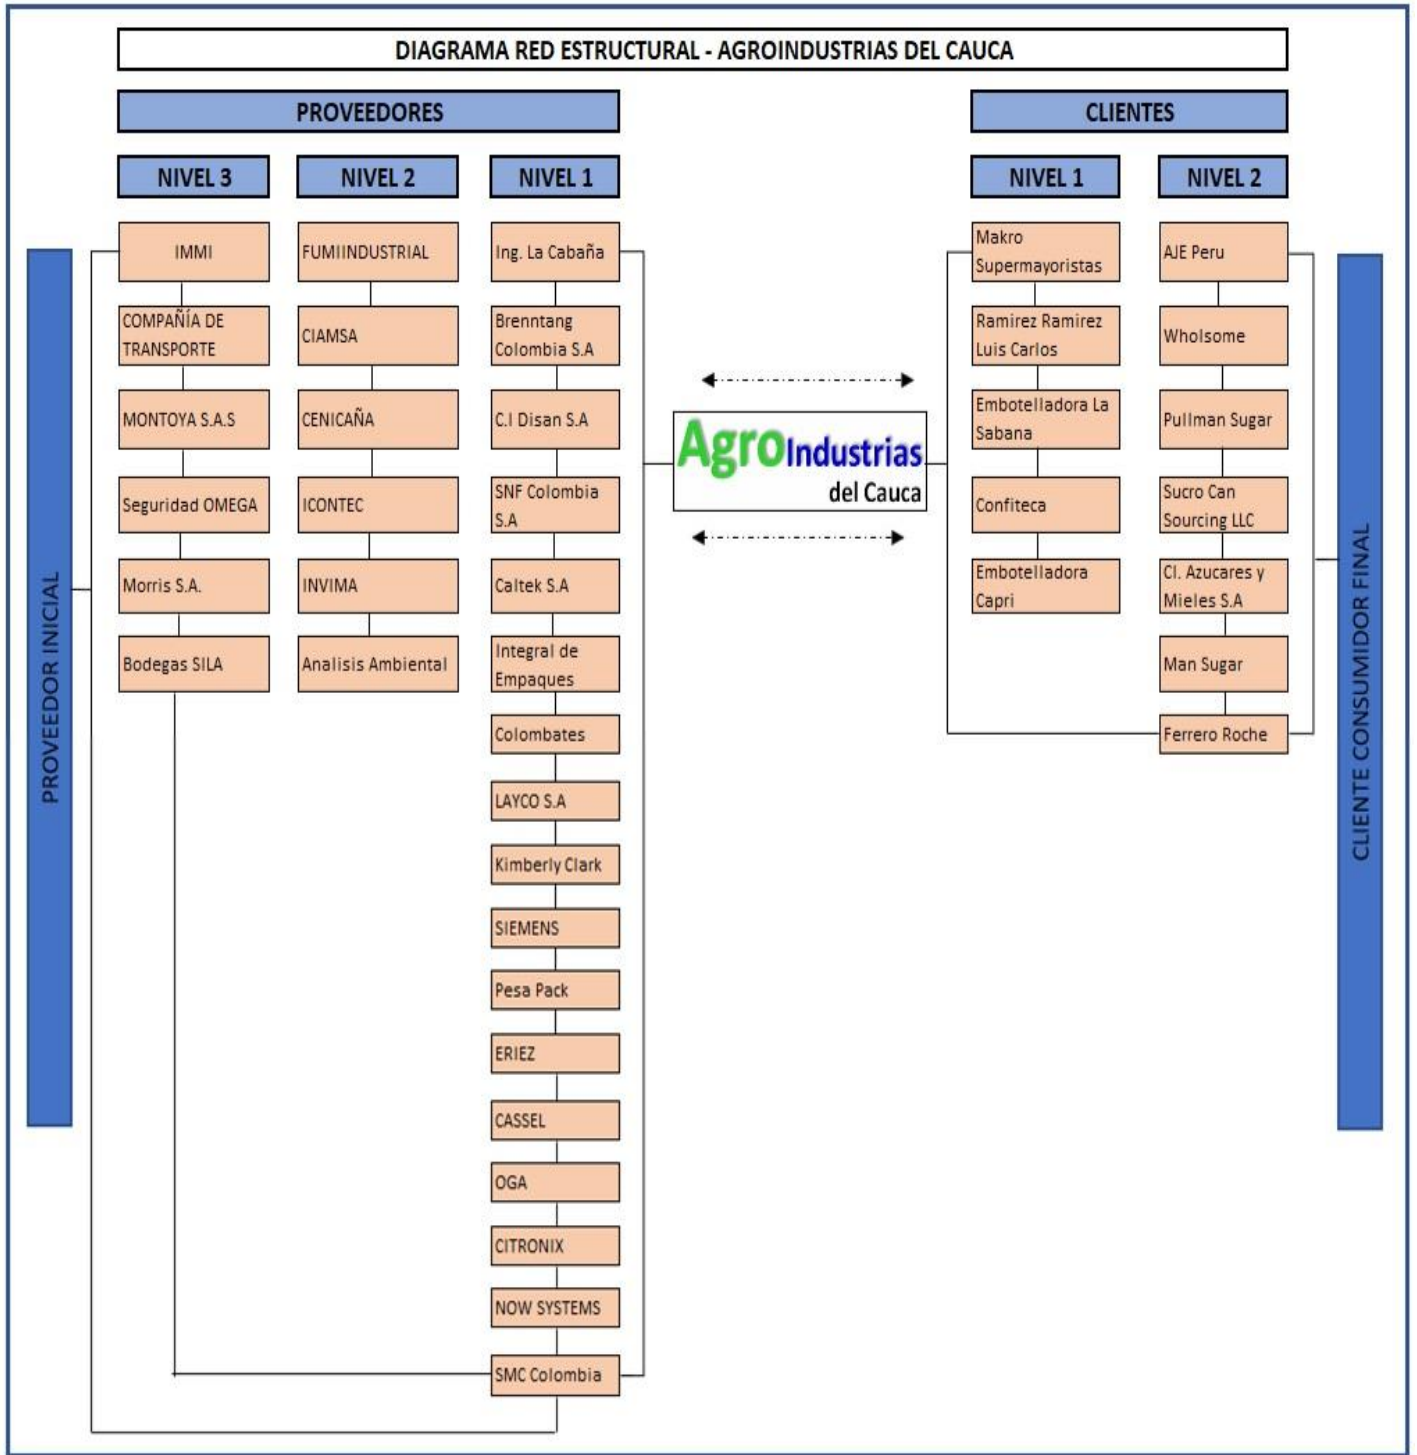 DIAGRAMA RED ESTRUCTURAL - AGROINDUSTRIAS DEL CAUCA
PROVEEDORES
CLIENTES
NIVEL 3
NIVEL 2
NIVEL 1
NIVEL 1
NIVEL 2
PROVEEDOR INICIAL
IMMI
COMPAÑÍA DE
TRANSPORTE
MONTOYA S.A.S
Seguridad OMEGA
Morris S.A.
Bodegas SILA
FUMIINDUSTRIAL
CIAMSA
CENICAÑA
ICONTEC
INVIMA
Analisis Ambiental
Ing. La Cabaña
Brenntang
Colombia S.A
C.I Disan S.A
SNF Colombia
S.A
Caltek S.A
Integral de
Empaques
Colombates
LAYCO S.A
Kimberly Clark
SIEMENS
Pesa Pack
ERIEZ
CASSEL
OGA
CITRONIX
NOW SYSTEMS
SMC Colombia
AgroIndustrias
del Cauca
Makro
Supermayoristas
Ramirez Ramirez
Luis Carlos
Embotelladora La
Sabana
Confiteca
Embotelladora
Capri
AJE Peru
Wholsome
Pullman Sugar
Sucro Can
Sourcing LLC
CI. Azucares y
Mieles S.A
Man Sugar
Ferrero Roche
CLIENTE CONSUMIDOR FINAL